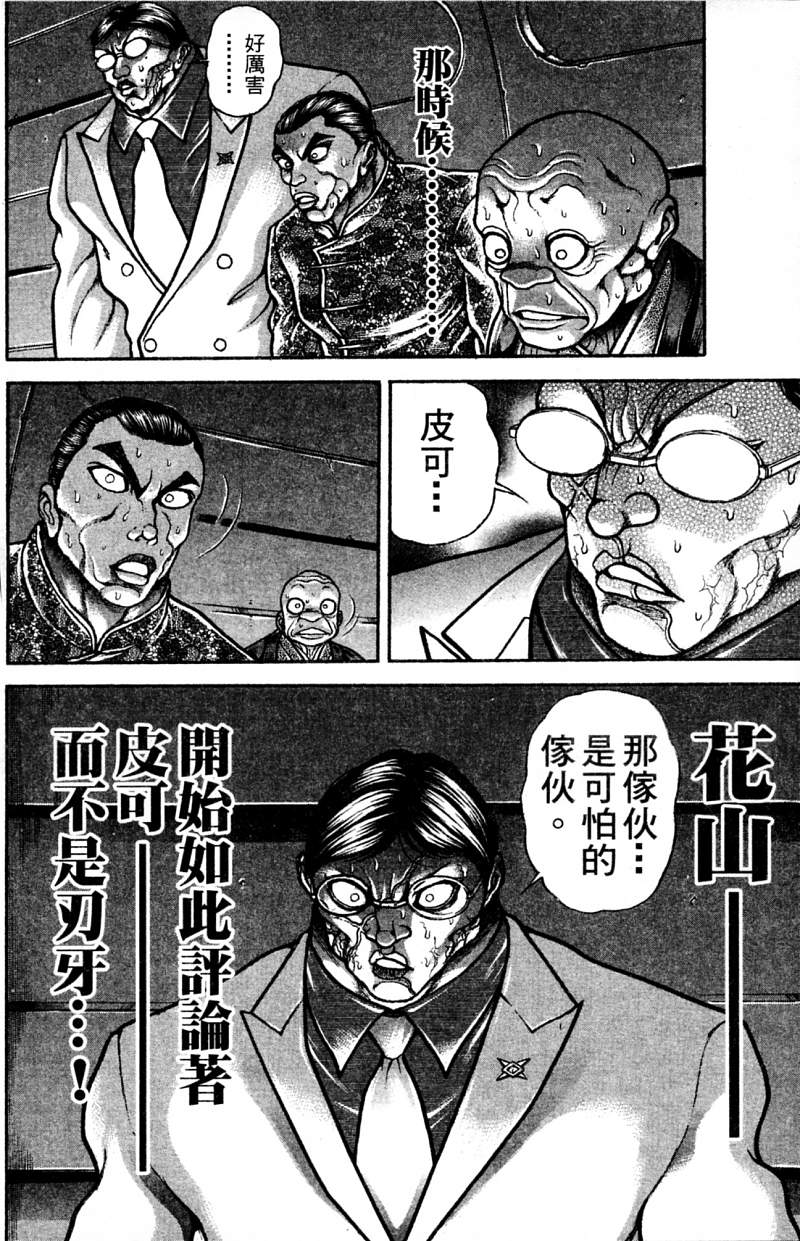 那時候…………
好厲害
………
皮可…
花山——
那傢伙…
是可怕的
傢伙。
開始如此評論著
皮可——
而不是刃牙…！